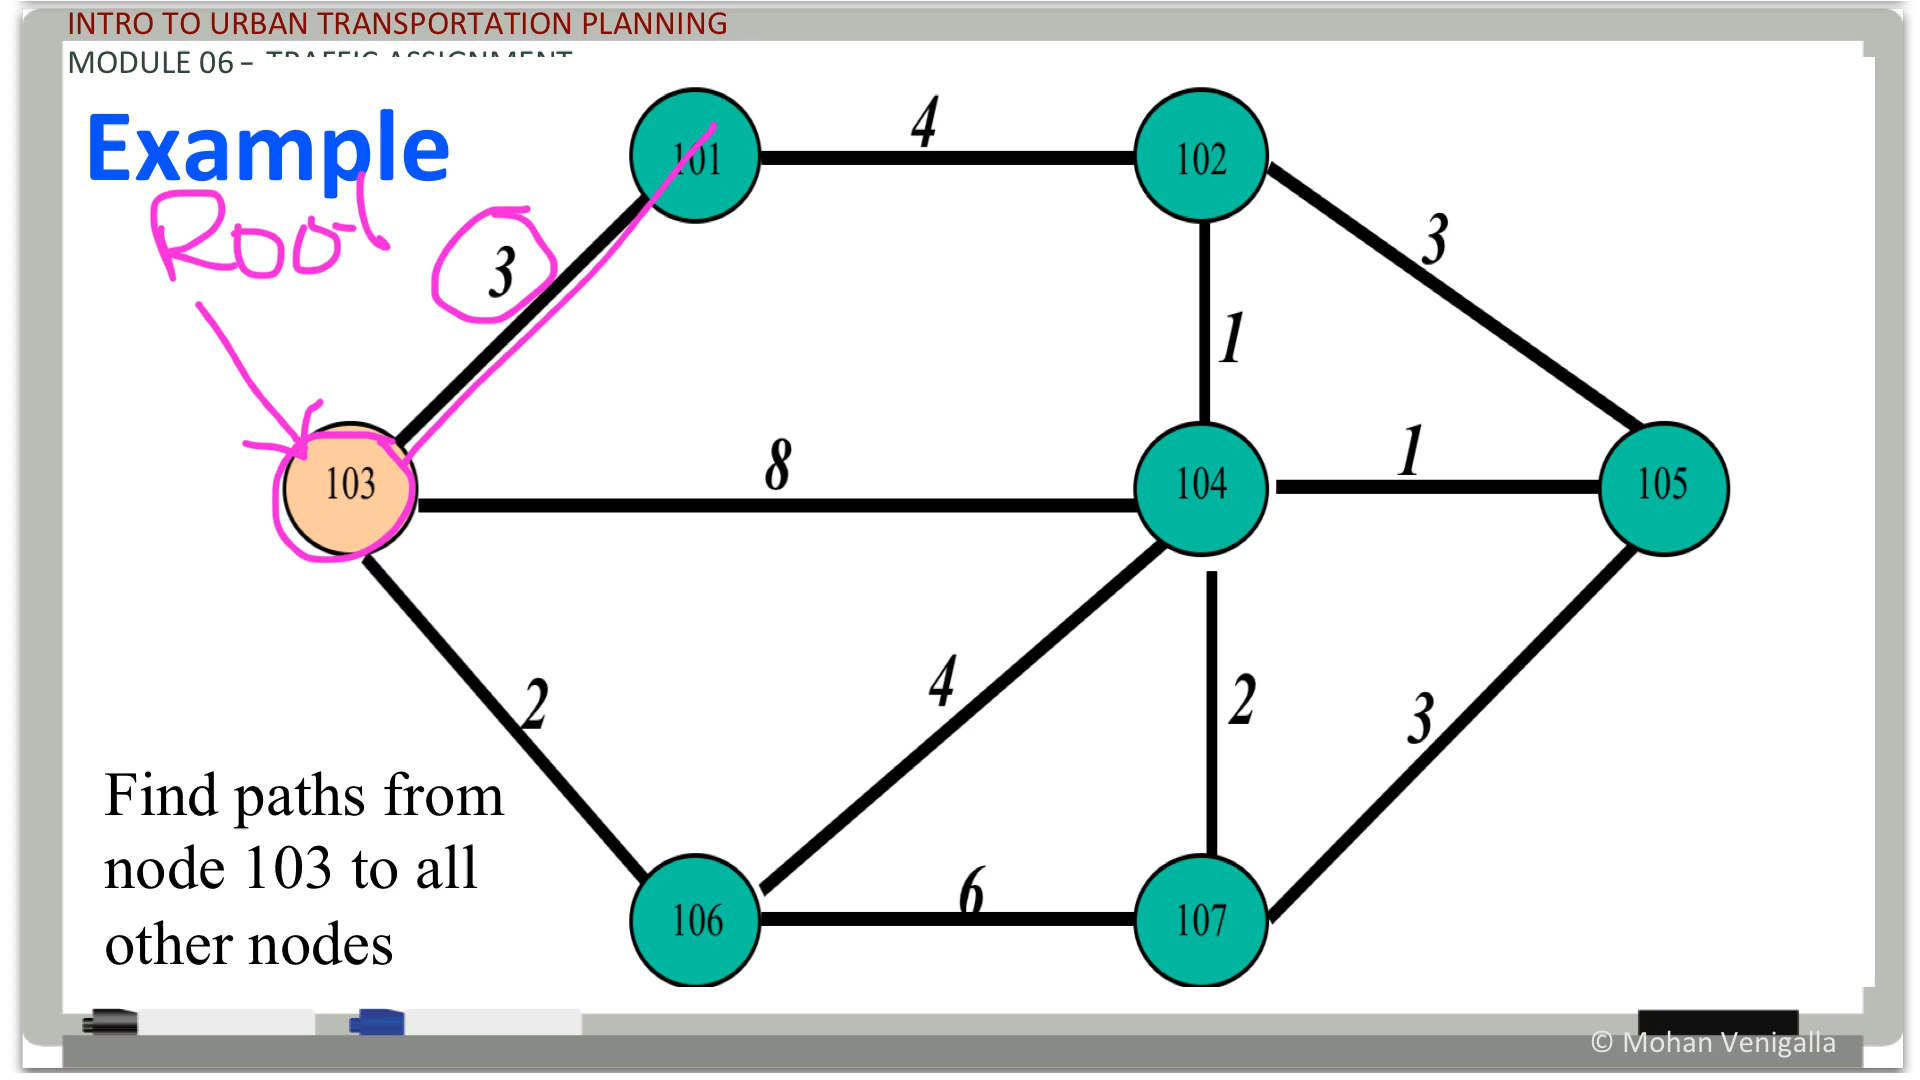 INTRO TO URBAN TRANSPORTATION PLANNING
MODULE 06 – TRAFFIC ASSIGNMENT
Example
Root
4
101
102
3
3
1
8
1
103
104
105
2
4
2
3
6
106
107
Find paths from
node 103 to all
other nodes
© Mohan Venigalla